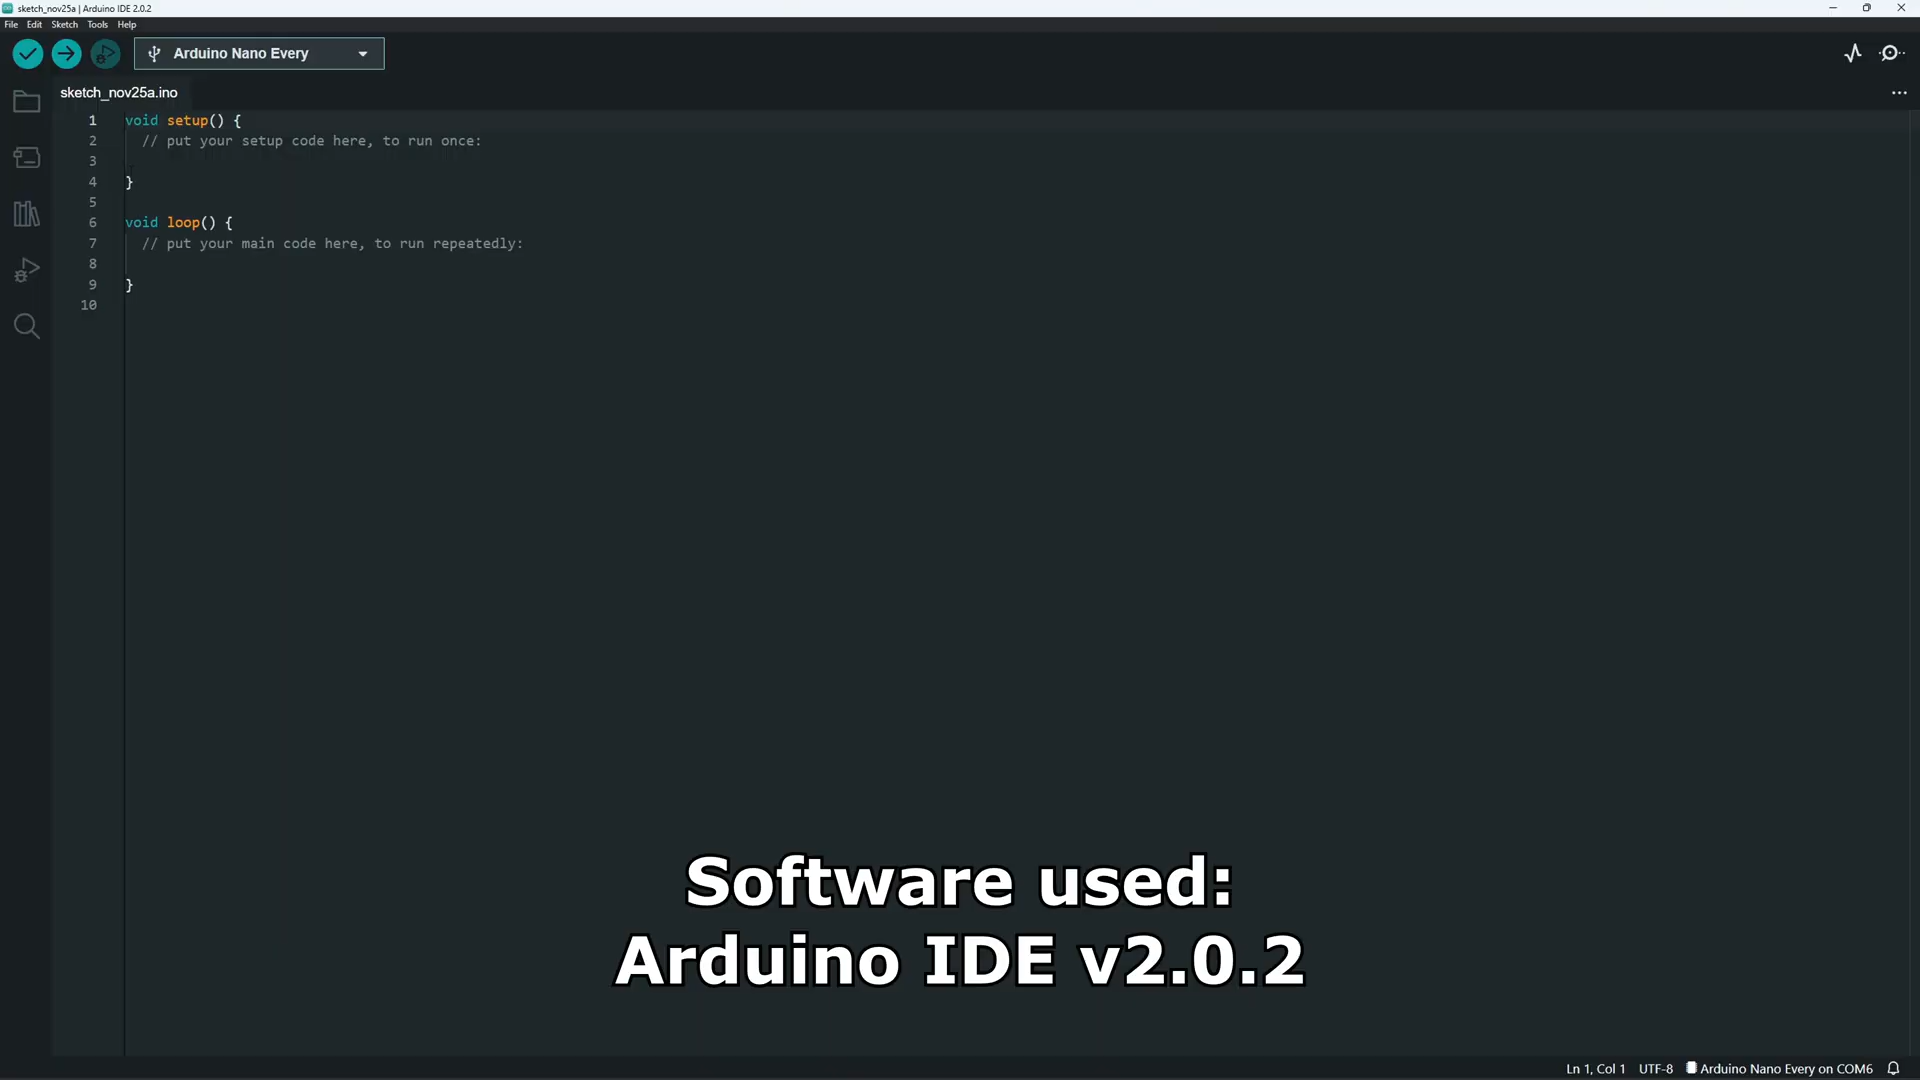 sketch_nov25a | Arduino IDE 2.0.2
File Edit Sketch Tools Help
Arduino Nano Every
sketch_nov25a.ino
1 void setup() {
2 // put your setup code here, to run once:
3
4 }
5
6 void loop() {
7 // put your main code here, to run repeatedly:
8
9 }
10
Software used:
Arduino IDE v2.0.2
Ln 1, Col 1 UTF-8 Arduino Nano Every on COM6